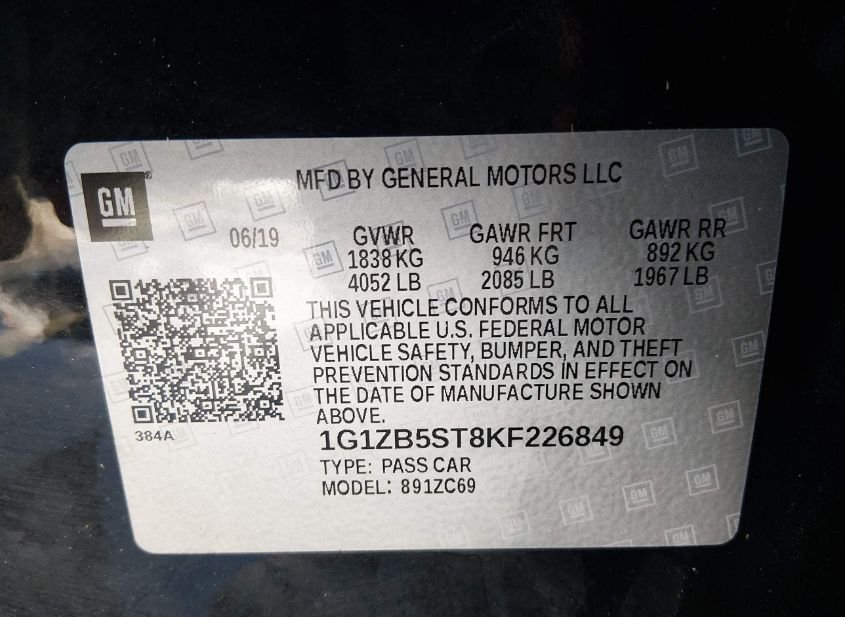 GM
MFD BY GENERAL MOTORS LLC
06/19
GVWR
1838 KG
4052 LB
GAWR FRT
946 KG
2085 LB
GAWR RR
892 KG
1967 LB
THIS VEHICLE CONFORMS TO ALL
APPLICABLE U.S. FEDERAL MOTOR
VEHICLE SAFETY, BUMPER, AND THEFT
PREVENTION STANDARDS IN EFFECT ON
THE DATE OF MANUFACTURE SHOWN
ABOVE.
384A
1G1ZB5ST8KF226849
TYPE: PASS CAR
MODEL: 891ZC69